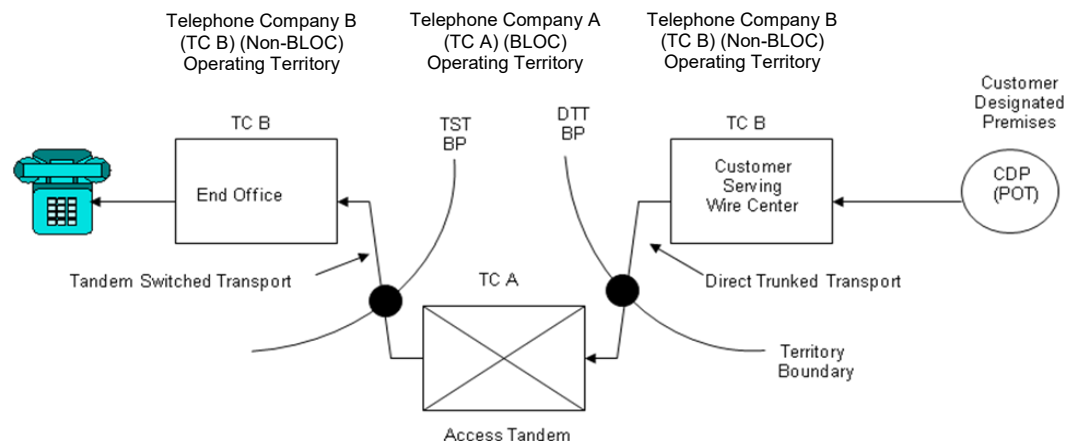 Telephone Company B
(TC B) (Non-BLOC)
Operating Territory
Telephone Company A
(TC A) (BLOC)
Operating Territory
Telephone Company B
(TC B) (Non-BLOC)
Operating Territory
Customer
Designated
Premises
TC B
TST
BP
DTT
BP
TC B
End Office
Customer
Serving
Wire Center
CDP
(POT)
Tandem Switched Transport
TC A
Direct Trunked Transport
Territory
Boundary
Access Tandem